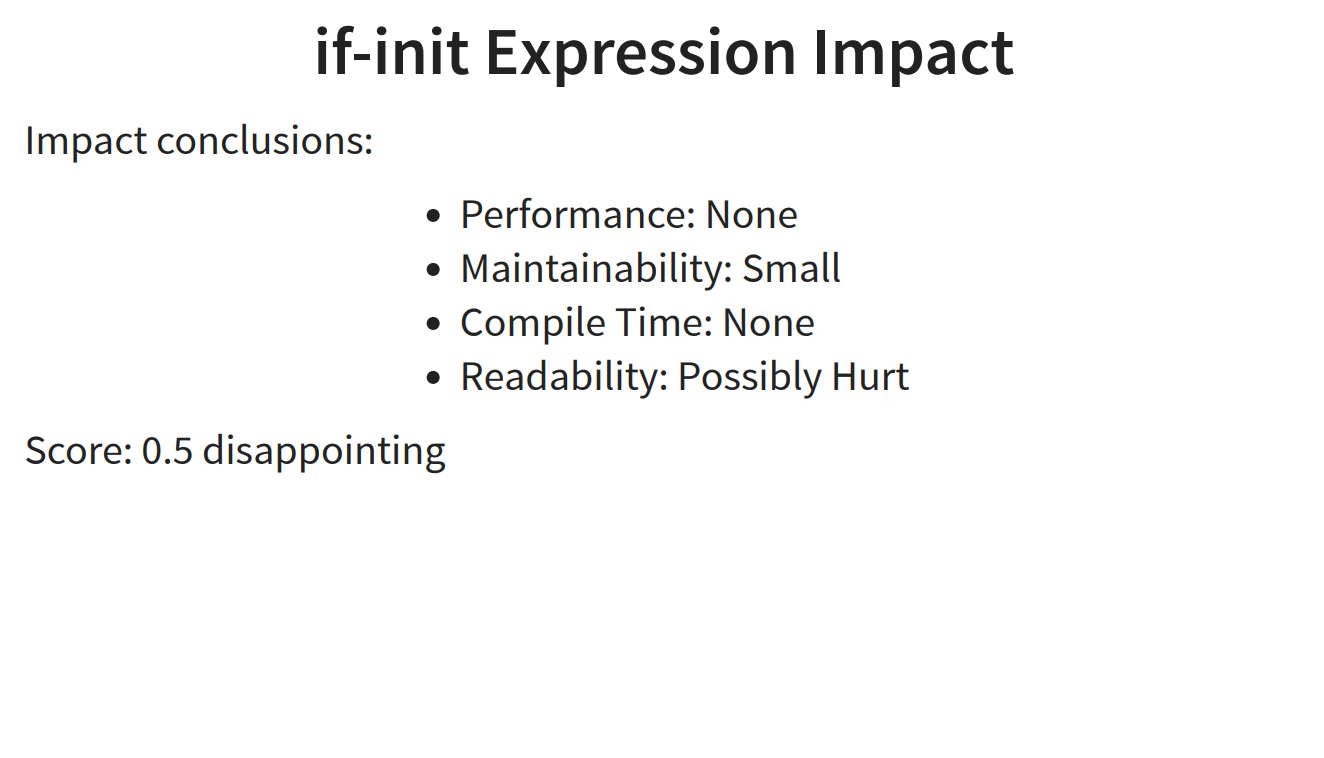 if-init Expression Impact
Impact conclusions:
• Performance: None
• Maintainability: Small
• Compile Time: None
• Readability: Possibly Hurt
Score: 0.5 disappointing